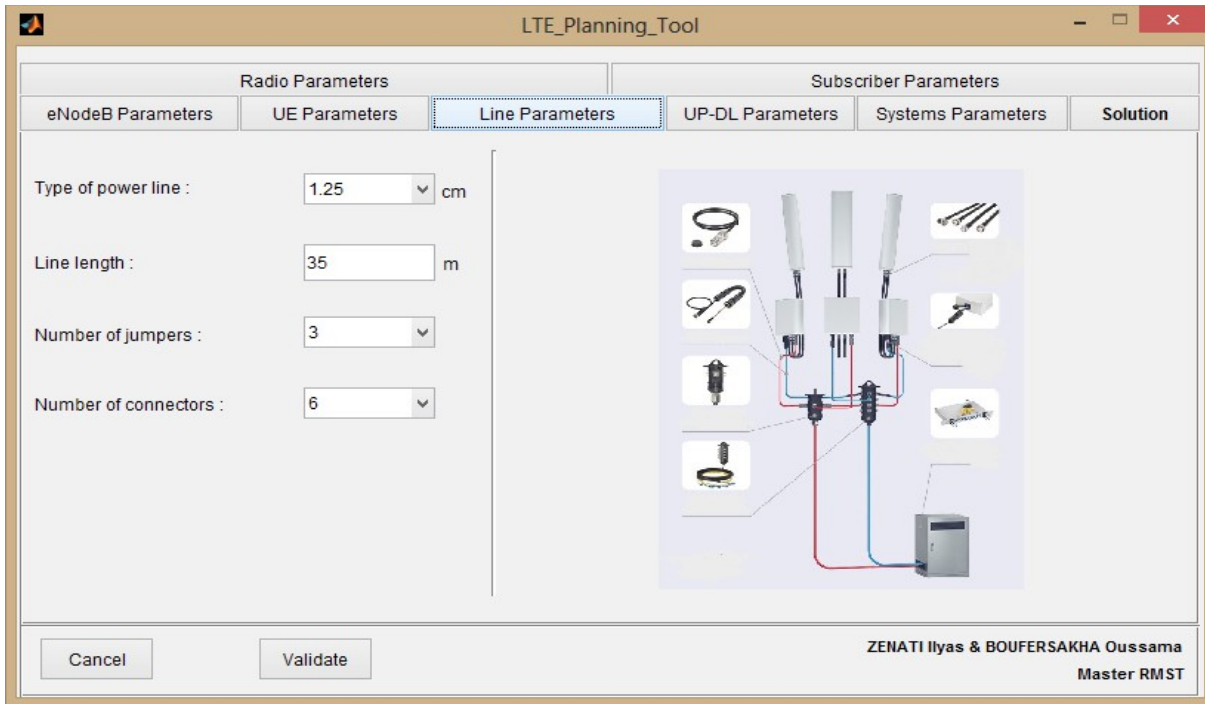 LTE_Planning_Tool
Radio Parameters
Subscriber Parameters
eNodeB Parameters
UE Parameters
Line Parameters
UP-DL Parameters
Systems Parameters
Solution
Type of power line :
1.25
cm
Line length :
35
m
Number of jumpers :
3
Number of connectors :
6
Cancel
Validate
ZENATI Ilyas & BOUFERSAKHA Oussama
Master RMST